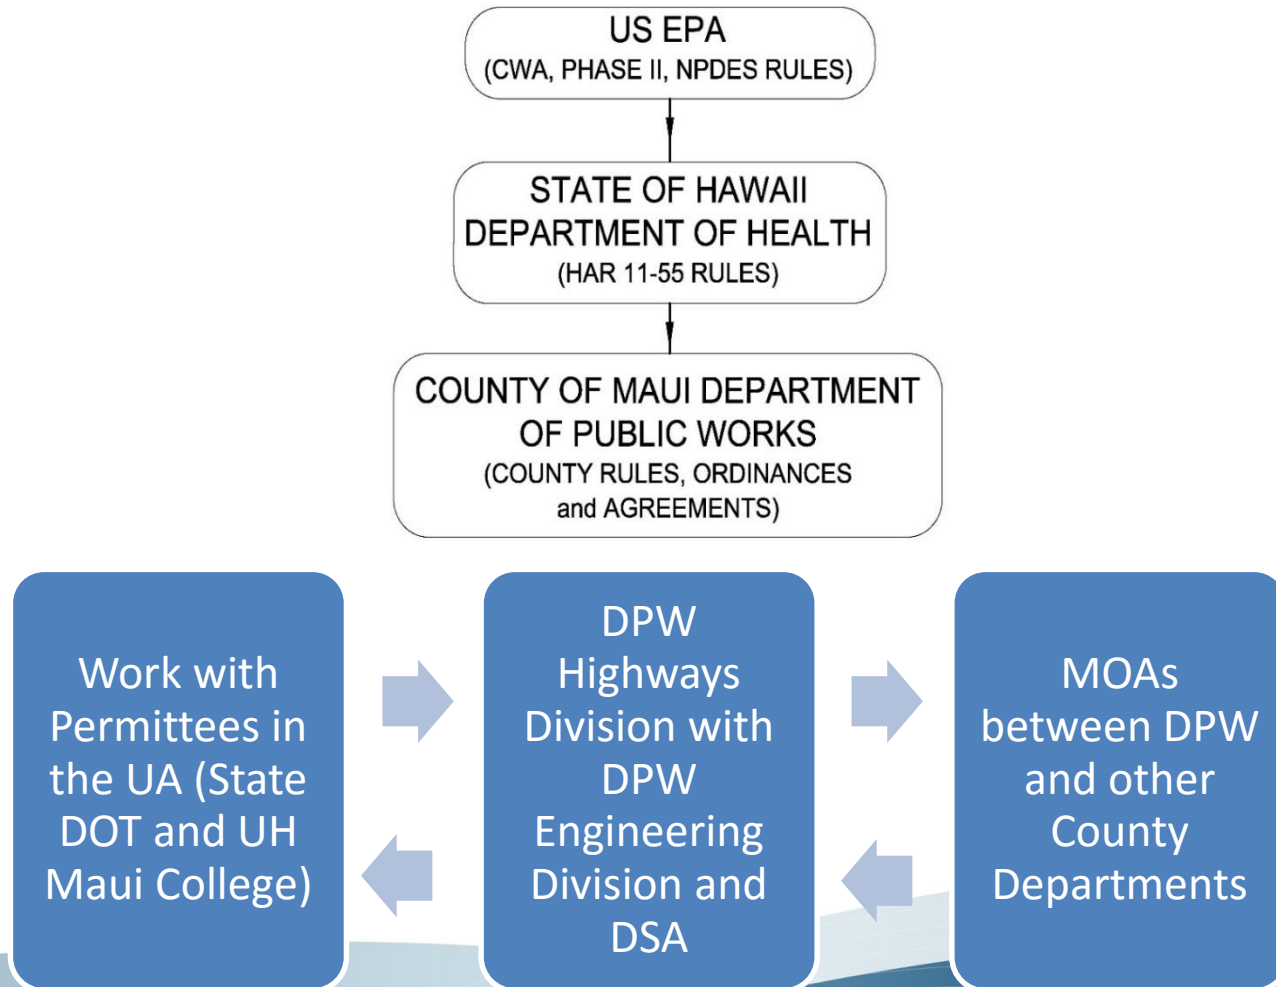 US EPA
(CWA, PHASE II, NPDES RULES)
STATE OF HAWAII
DEPARTMENT OF HEALTH
(HAR 11-55 RULES)
COUNTY OF MAUI DEPARTMENT
OF PUBLIC WORKS
(COUNTY RULES, ORDINANCES
and AGREEMENTS)
Work with
Permittees in
the UA (State
DOT and UH
Maui College)
DPW
Highways
Division with
DPW
Engineering
Division and
DSA
MOAs
between DPW
and other
County
Departments